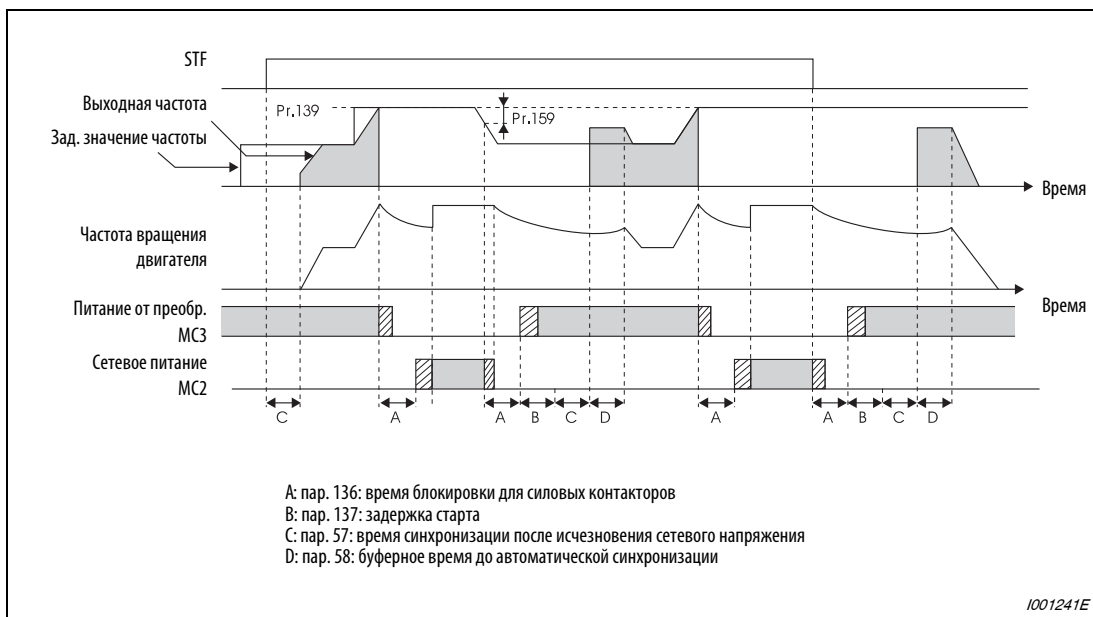 STF
Выходная частота
Pr.139
Pr.159
Зад. значение частоты
Время
Частота вращения
двигателя
Время
Питание от преобр.
MC3
Сетевое питание
MC2
C A A B C D A A B C D
A: пар. 136: время блокировки для силовых контакторов
B: пар. 137: задержка старта
C: пар. 57: время синхронизации после исчезновения сетевого напряжения
D: пар. 58: буферное время до автоматической синхронизации
I001241E